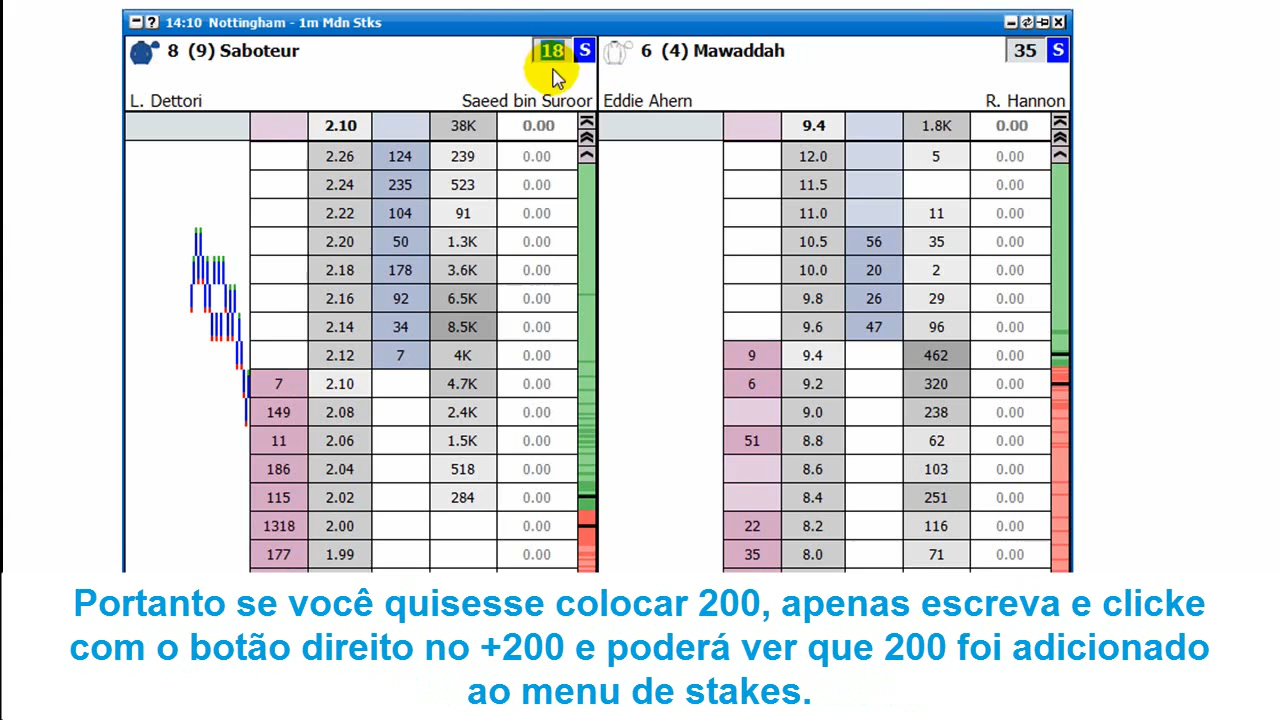 14:10 Nottingham - 1m Mdn Stks
8 (9) Saboteur 18 S 6 (4) Mawaddah 35 S
L. Dettori Saeed bin Suroor Eddie Ahern R. Hannon
2.10 38K 0.00 9.4 1.8K 0.00
2.26 124 239 0.00 12.0 5 0.00
2.24 235 523 0.00 11.5 0.00
2.22 104 91 0.00 11.0 11 0.00
2.20 50 1.3K 0.00 10.5 56 35 0.00
2.18 178 3.6K 0.00 10.0 20 2 0.00
2.16 92 6.5K 0.00 9.8 26 29 0.00
2.14 34 8.5K 0.00 9.6 47 96 0.00
2.12 7 4K 0.00 9 9.4 462 0.00
7 2.10 4.7K 0.00 6 9.2 320 0.00
149 2.08 2.4K 0.00 9.0 238 0.00
11 2.06 1.5K 0.00 51 8.8 62 0.00
186 2.04 518 0.00 8.6 103 0.00
115 2.02 284 0.00 8.4 251 0.00
1318 2.00 0.00 22 8.2 116 0.00
177 1.99 0.00 35 8.0 71 0.00
Portanto se você quisesse colocar 200, apenas escreva e clicke
com o botão direito no +200 e poderá ver que 200 foi adicionado
ao menu de stakes.